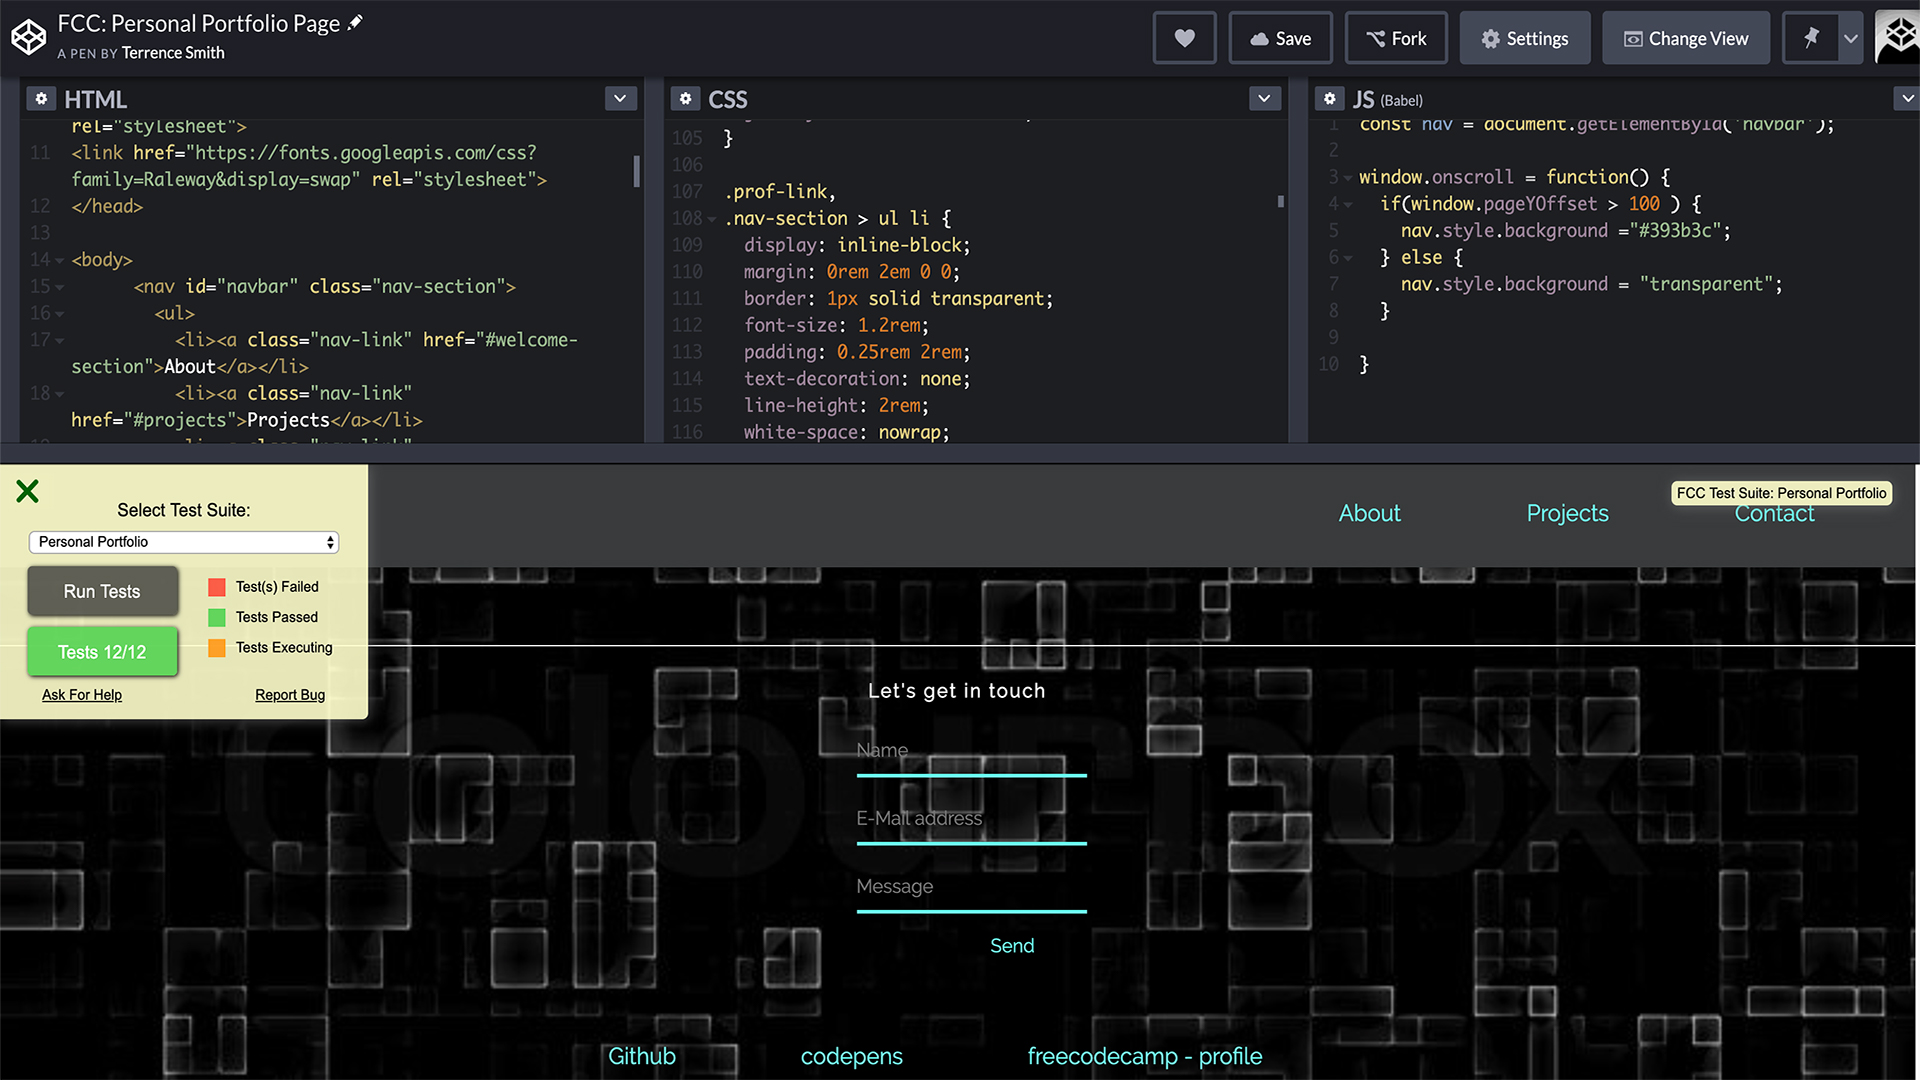 FCC: Personal Portfolio Page
A PEN BY Terrence Smith
Save
Fork
Settings
Change View
HTML
rel="stylesheet">
11 <link href="https://fonts.googleapis.com/css?
family=Raleway&display=swap" rel="stylesheet">
12 </head>
13
14 <body>
15 <nav id="navbar" class="nav-section">
16 <ul>
17 <li><a class="nav-link" href="#welcome-
section">About</a></li>
18 <li><a class="nav-link"
href="#projects">Projects</a></li>
CSS
105 }
106
107 .prof-link,
108 .nav-section > ul li {
109 display: inline-block;
110 margin: 0rem 2em 0 0;
111 border: 1px solid transparent;
112 font-size: 1.2rem;
113 padding: 0.25rem 2rem;
114 text-decoration: none;
115 line-height: 2rem;
116 white-space: nowrap;
JS (Babel)
1 const nav = document.getElementById('navbar');
2
3 window.onscroll = function() {
4 if(window.pageYOffset > 100 ) {
5 nav.style.background ="#393b3c";
6 } else {
7 nav.style.background = "transparent";
8 }
9
10 }
Select Test Suite:
Personal Portfolio
Run Tests
Tests 12/12
Test(s) Failed
Tests Passed
Tests Executing
Ask For Help
Report Bug
About
Projects
Contact
FCC Test Suite: Personal Portfolio
Let's get in touch
Name
E-Mail address
Message
Send
colourbox
Github
codepens
freecodecamp - profile